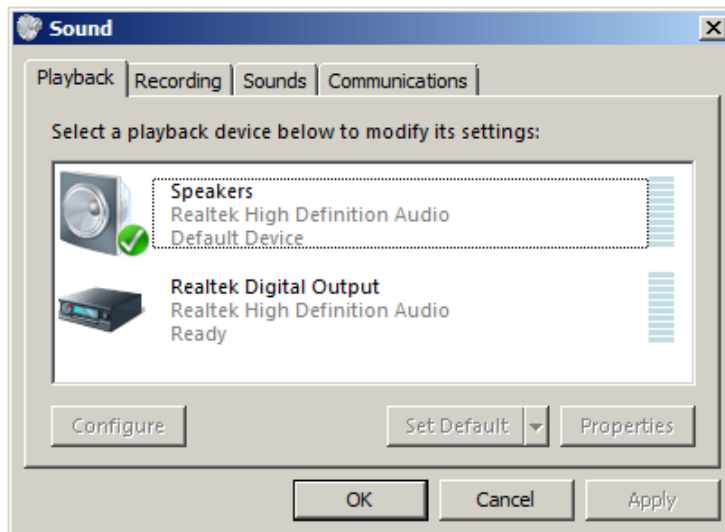 Sound
Playback Recording Sounds Communications
Select a playback device below to modify its settings:
Speakers
Realtek High Definition Audio
Default Device
Realtek Digital Output
Realtek High Definition Audio
Ready
Configure Set Default Properties
OK Cancel Apply